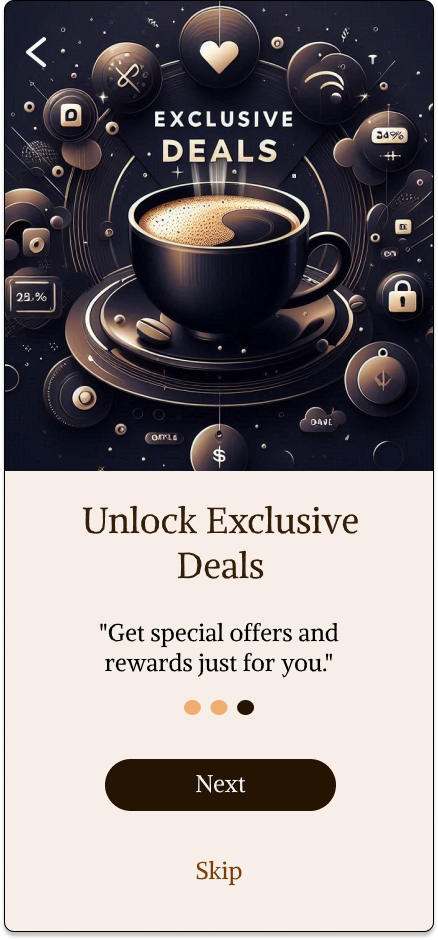 EXCLUSIVE
DEALS
$
Unlock Exclusive
Deals
"Get special offers and
rewards just for you."
Next
Skip